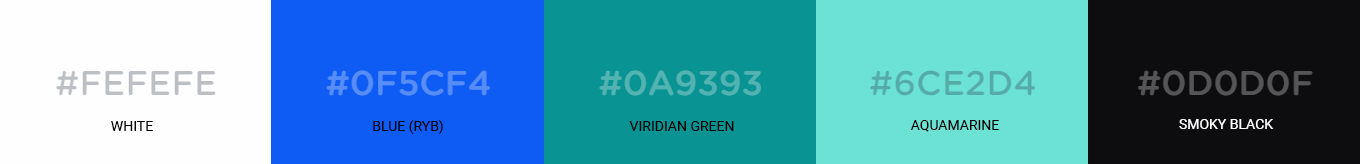 #FEFEFE
WHITE
#0F5CF4
BLUE (RYB)
#0A9393
VIRIDIAN GREEN
#6CE2D4
AQUAMARINE
#0D0D0F
SMOKY BLACK